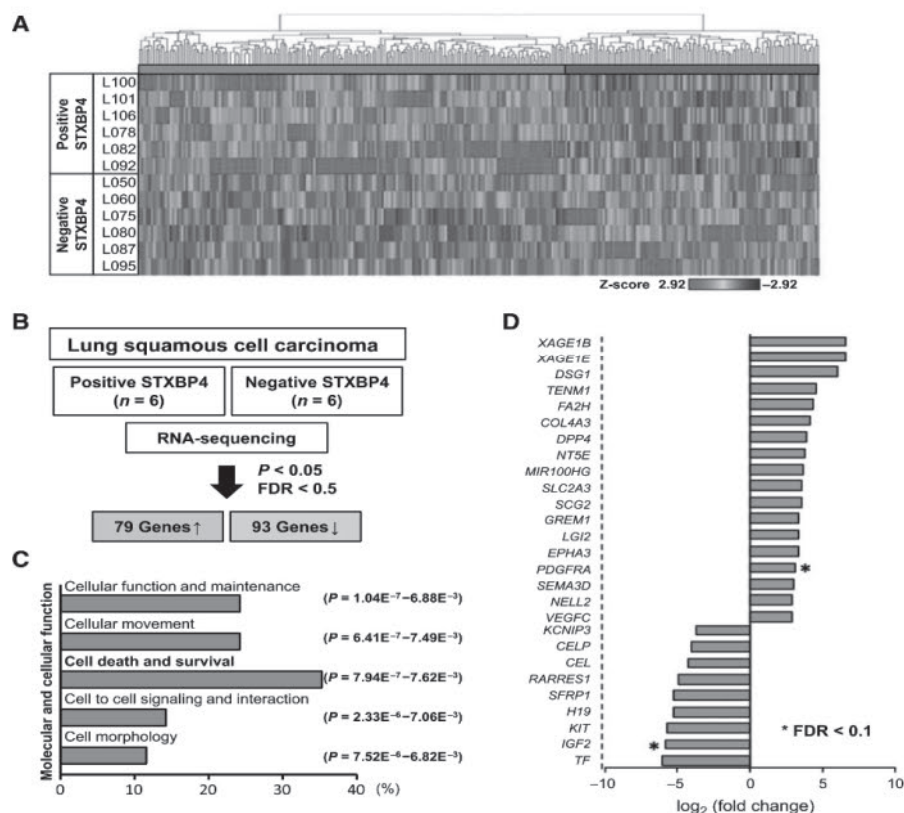 A
Positive
STXBP4
L100
L101
L106
L078
L082
L092
Negative
STXBP4
L050
L060
L075
L080
L087
L095
Z-score 2.92 −2.92
B
Lung squamous cell carcinoma
Positive STXBP4
(n = 6)
Negative STXBP4
(n = 6)
RNA-sequencing
P < 0.05
FDR < 0.5
79 Genes↑
93 Genes↓
C
Molecular and cellular function
Cellular function and maintenance
(P = 1.04E−7–6.88E−3)
Cellular movement
(P = 6.41E−7–7.49E−3)
Cell death and survival
(P = 7.94E−7–7.62E−3)
Cell to cell signaling and interaction
(P = 2.33E−6–7.06E−3)
Cell morphology
(P = 7.52E−6–6.82E−3)
0 10 20 30 40 (%)
D
XAGE1B
XAGE1E
DSG1
TENM1
FA2H
COL4A3
DPP4
NT5E
MIR100HG
SLC2A3
SCG2
GREM1
LGI2
EPHA3
PDGFRA *
SEMA3D
NELL2
VEGFC
KCNIP3
CELP
CEL
RARRES1
SFRP1
H19
KIT
* FDR < 0.1
IGF2 *
TF
−10 −5 0 5 10
log2 (fold change)